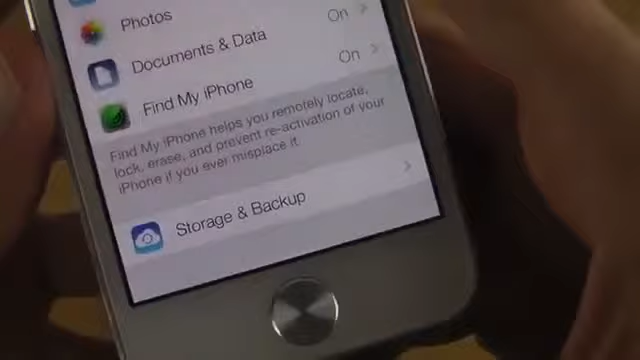 Photos
On
Documents & Data
On
Find My iPhone
Find My iPhone helps you remotely locate,
lock, erase, and prevent re-activation of your
iPhone if you ever misplace it
Storage & Backup